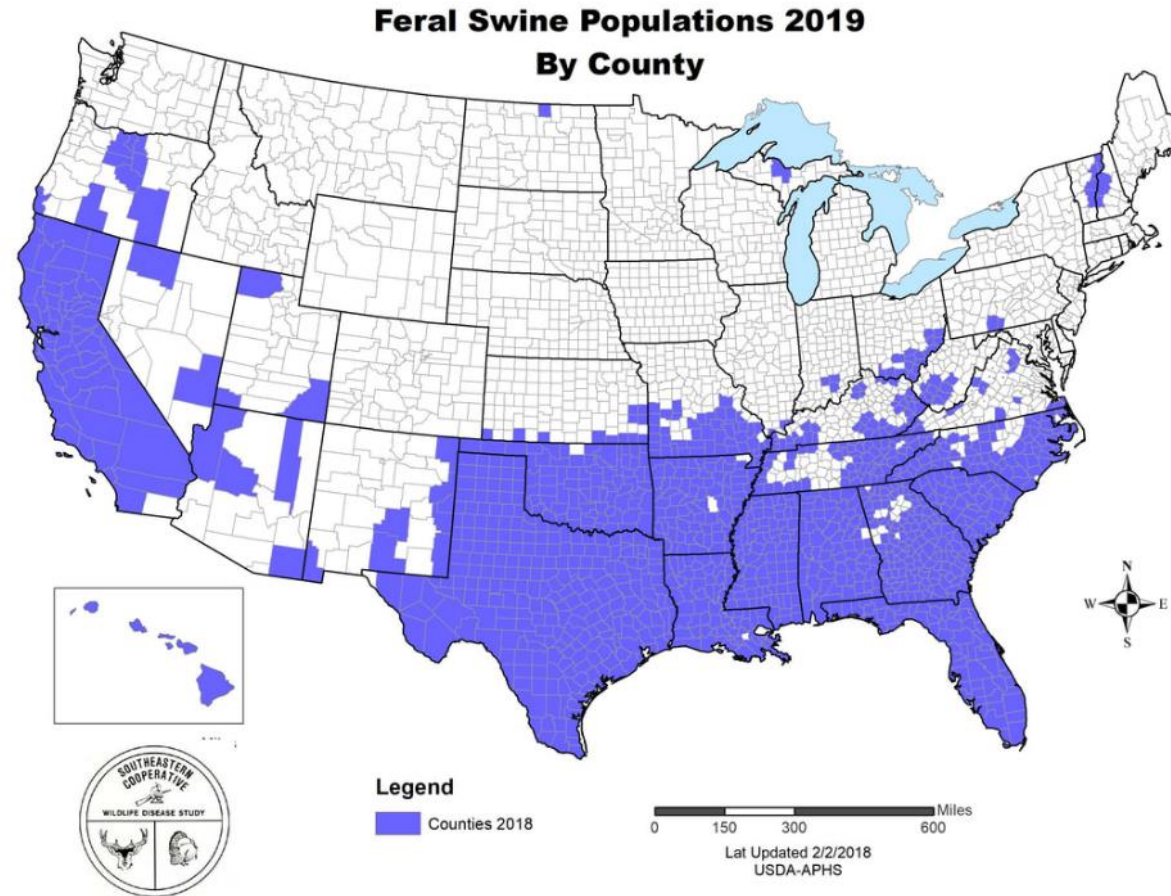 Feral Swine Populations 2019
By County
N
W E
S
SOUTHEASTERN
COOPERATIVE
WILDLIFE DISEASE STUDY
Legend
Counties 2018
Miles
0 150 300 600
Lat Updated 2/2/2018
USDA-APHS